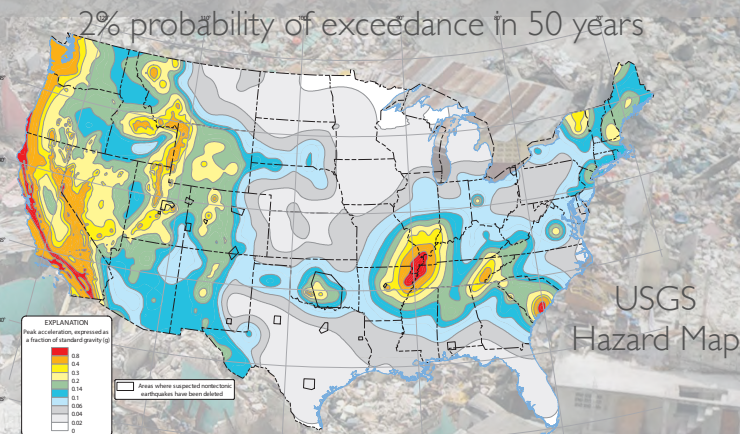 2% probability of exceedance in 50 years
USGS
Hazard Map
EXPLANATION
Peak acceleration, expressed as
a fraction of standard gravity (g)
0.8
0.4
0.3
0.2
0.14
0.1
0.06
0.04
0.02
0
Areas where suspected nontectonic
earthquakes have been deleted